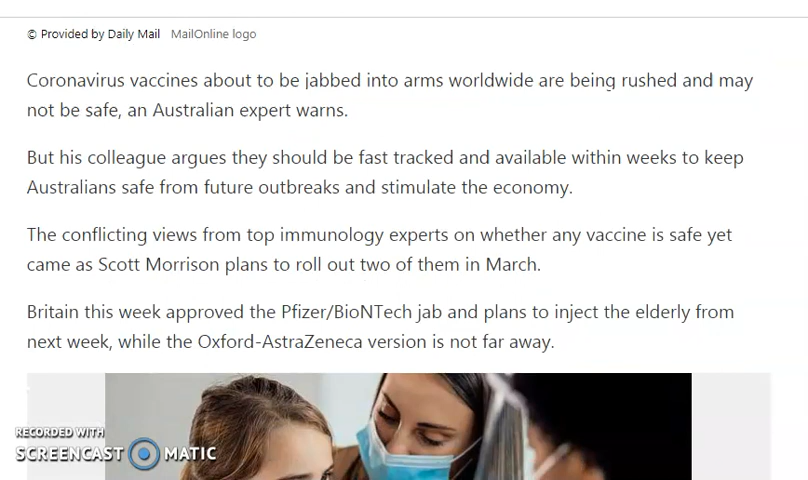 © Provided by Daily Mail MailOnline logo
Coronavirus vaccines about to be jabbed into arms worldwide are being rushed and may
not be safe, an Australian expert warns.
But his colleague argues they should be fast tracked and available within weeks to keep
Australians safe from future outbreaks and stimulate the economy.
The conflicting views from top immunology experts on whether any vaccine is safe yet
came as Scott Morrison plans to roll out two of them in March.
Britain this week approved the Pfizer/BioNTech jab and plans to inject the elderly from
next week, while the Oxford-AstraZeneca version is not far away.
RECORDED WITH
SCREENCAST MATIC